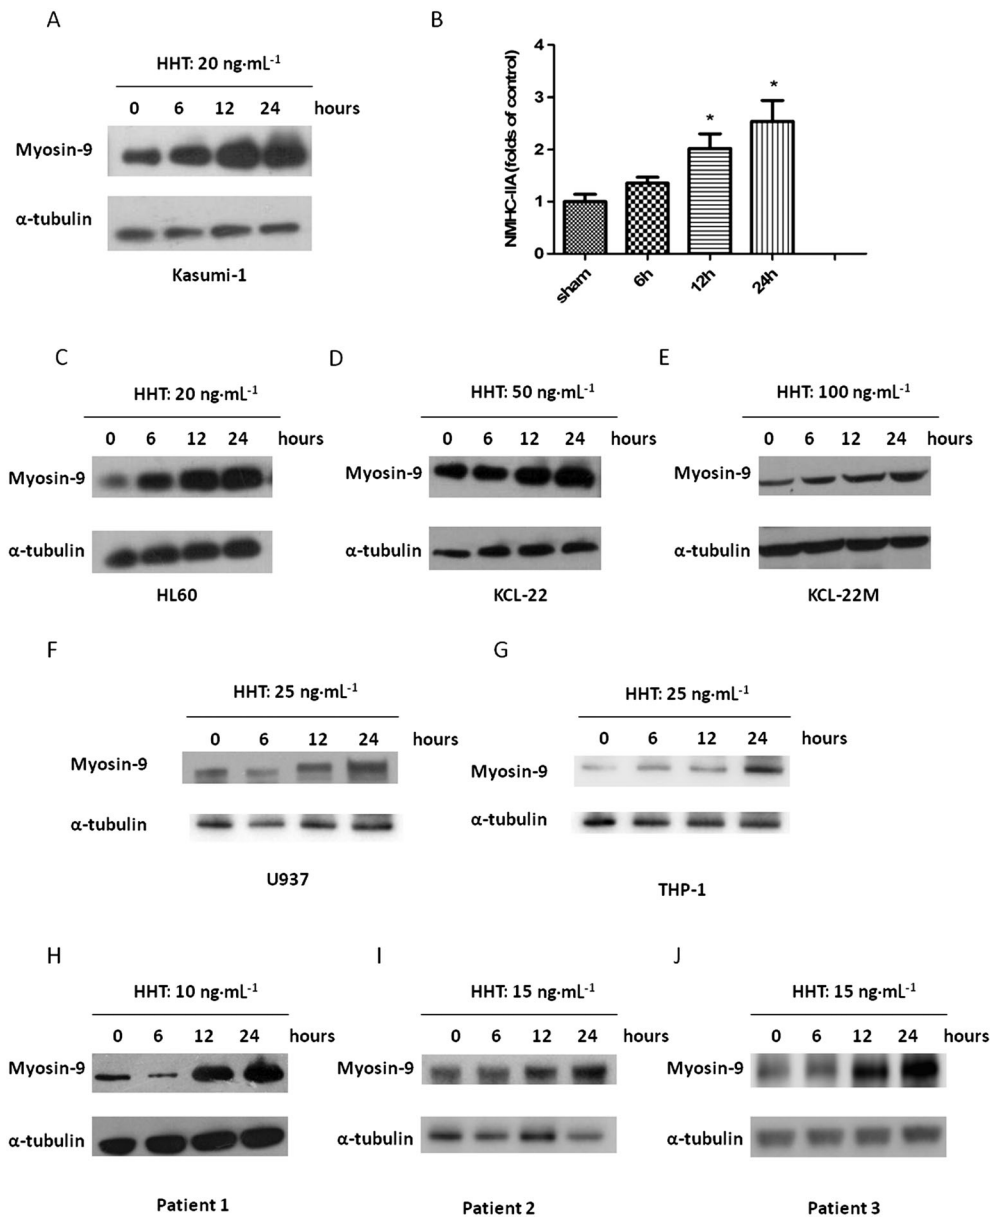 A
HHT: 20 ng·mL-1
0 6 12 24 hours
Myosin-9
α-tubulin
Kasumi-1
B
NMHC-IIA (folds of control)
4
3
2
1
0
* *
sham 6h 12h 24h
C
HHT: 20 ng·mL-1
0 6 12 24 hours
Myosin-9
α-tubulin
HL60
D
HHT: 50 ng·mL-1
0 6 12 24 hours
Myosin-9
α-tubulin
KCL-22
E
HHT: 100 ng·mL-1
0 6 12 24 hours
Myosin-9
α-tubulin
KCL-22M
F
HHT: 25 ng·mL-1
0 6 12 24 hours
Myosin-9
α-tubulin
U937
G
HHT: 25 ng·mL-1
0 6 12 24 hours
Myosin-9
α-tubulin
THP-1
H
HHT: 10 ng·mL-1
0 6 12 24 hours
Myosin-9
α-tubulin
Patient 1
I
HHT: 15 ng·mL-1
0 6 12 24 hours
Myosin-9
α-tubulin
Patient 2
J
HHT: 15 ng·mL-1
0 6 12 24 hours
Myosin-9
α-tubulin
Patient 3